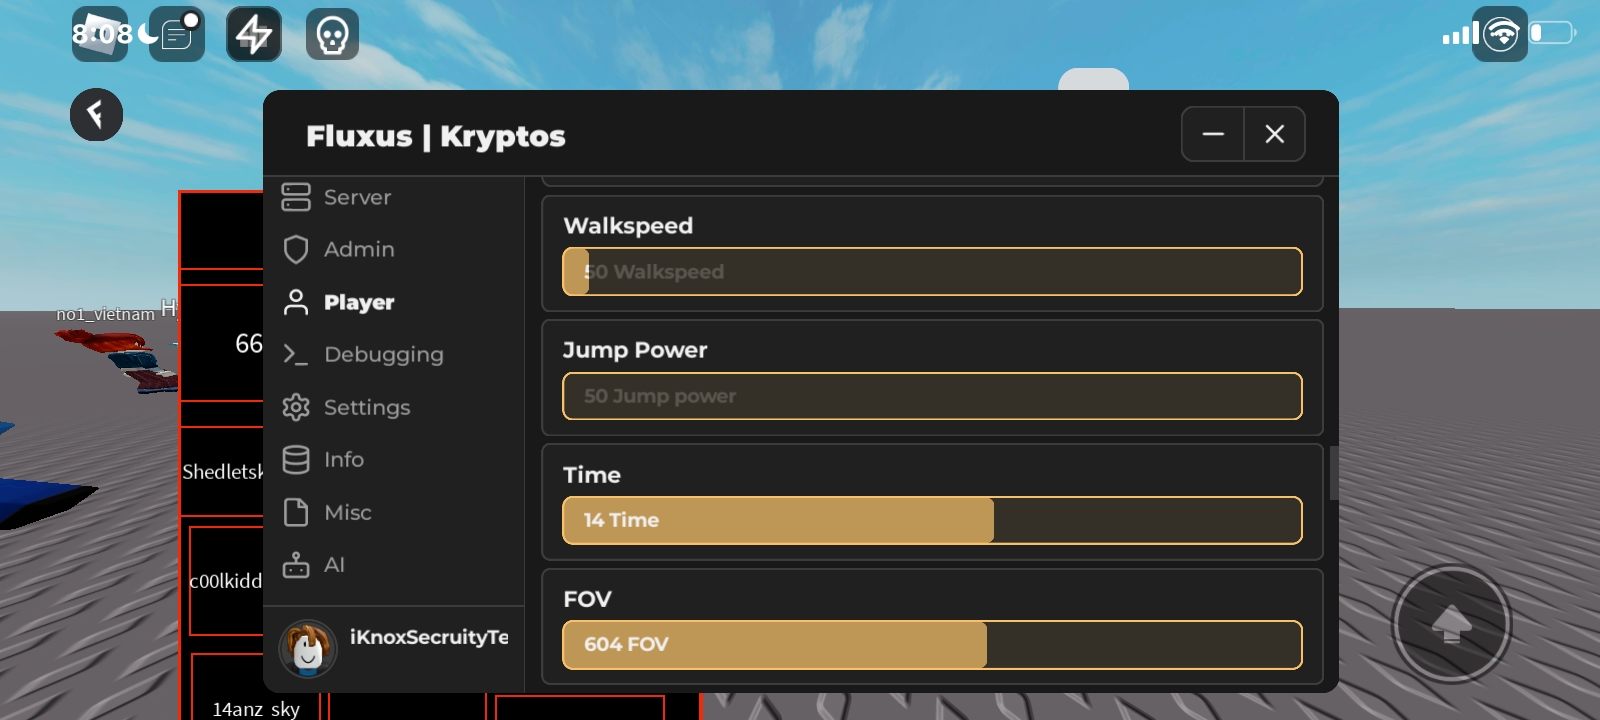 8:08
Fluxus | Kryptos
Server
Admin
Player
Debugging
Settings
Info
Misc
AI
iKnoxSecruityTe
Walkspeed
50 Walkspeed
Jump Power
50 Jump power
Time
14 Time
FOV
604 FOV
no1_vietnam
H
66
Shedletsk
c00lkidd
14anz sky